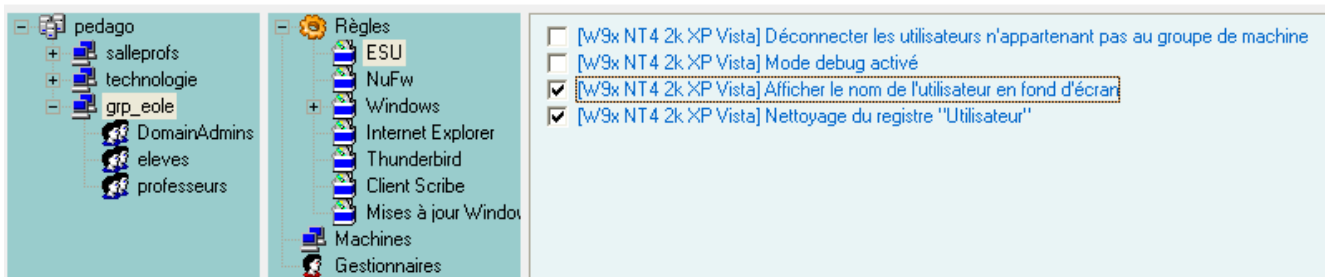 pedago
salleprofs
technologie
grp_eole
DomainAdmins
eleves
professeurs
Règles
ESU
NuFw
Windows
Internet Explorer
Thunderbird
Client Scribe
Mises à jour Windov
Machines
Gestionnaires
[W9x NT4 2k XP Vista] Déconnecter les utilisateurs n'appartenant pas au groupe de machine
[W9x NT4 2k XP Vista] Mode debug activé
[W9x NT4 2k XP Vista] Afficher le nom de l'utilisateur en fond d'écran
[W9x NT4 2k XP Vista] Nettoyage du registre "Utilisateur"